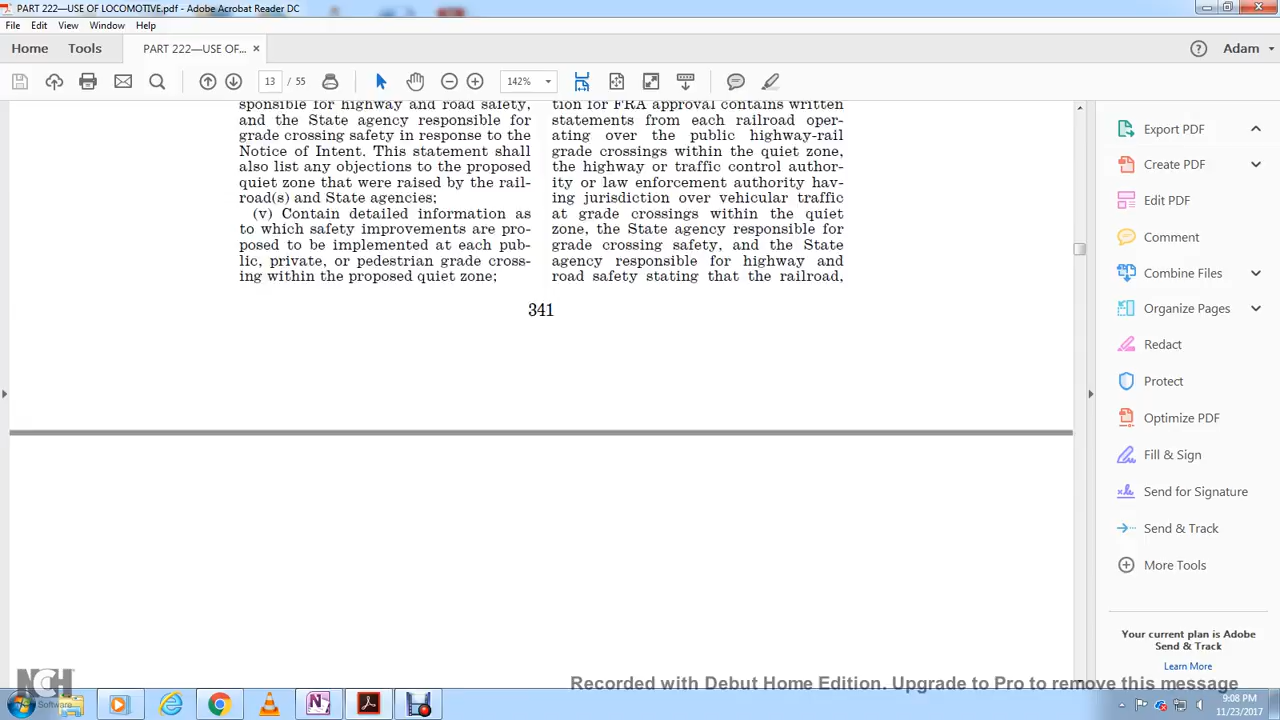 PART 222—USE OF LOCOMOTIVE.pdf - Adobe Acrobat Reader DC
File Edit View Window Help
Home Tools PART 222—USE OF... × Adam
13 / 55 142%
sponsible for highway and road safety,
and the State agency responsible for
grade crossing safety in response to the
Notice of Intent. This statement shall
also list any objections to the proposed
quiet zone that were raised by the rail-
road(s) and State agencies;
(v) Contain detailed information as
to which safety improvements are pro-
posed to be implemented at each pub-
lic, private, or pedestrian grade cross-
ing within the proposed quiet zone;
tion for FRA approval contains written
statements from each railroad oper-
ating over the public highway-rail
grade crossings within the quiet zone,
the highway or traffic control author-
ity or law enforcement authority hav-
ing jurisdiction over vehicular traffic
at grade crossings within the quiet
zone, the State agency responsible for
grade crossing safety, and the State
agency responsible for highway and
road safety stating that the railroad,
341
Export PDF
Create PDF
Edit PDF
Comment
Combine Files
Organize Pages
Redact
Protect
Optimize PDF
Fill & Sign
Send for Signature
Send & Track
More Tools
Your current plan is Adobe
Send & Track
Learn More
NCH
Software
Recorded with Debut Home Edition. Upgrade to Pro to remove this message
9:08 PM
11/23/2017